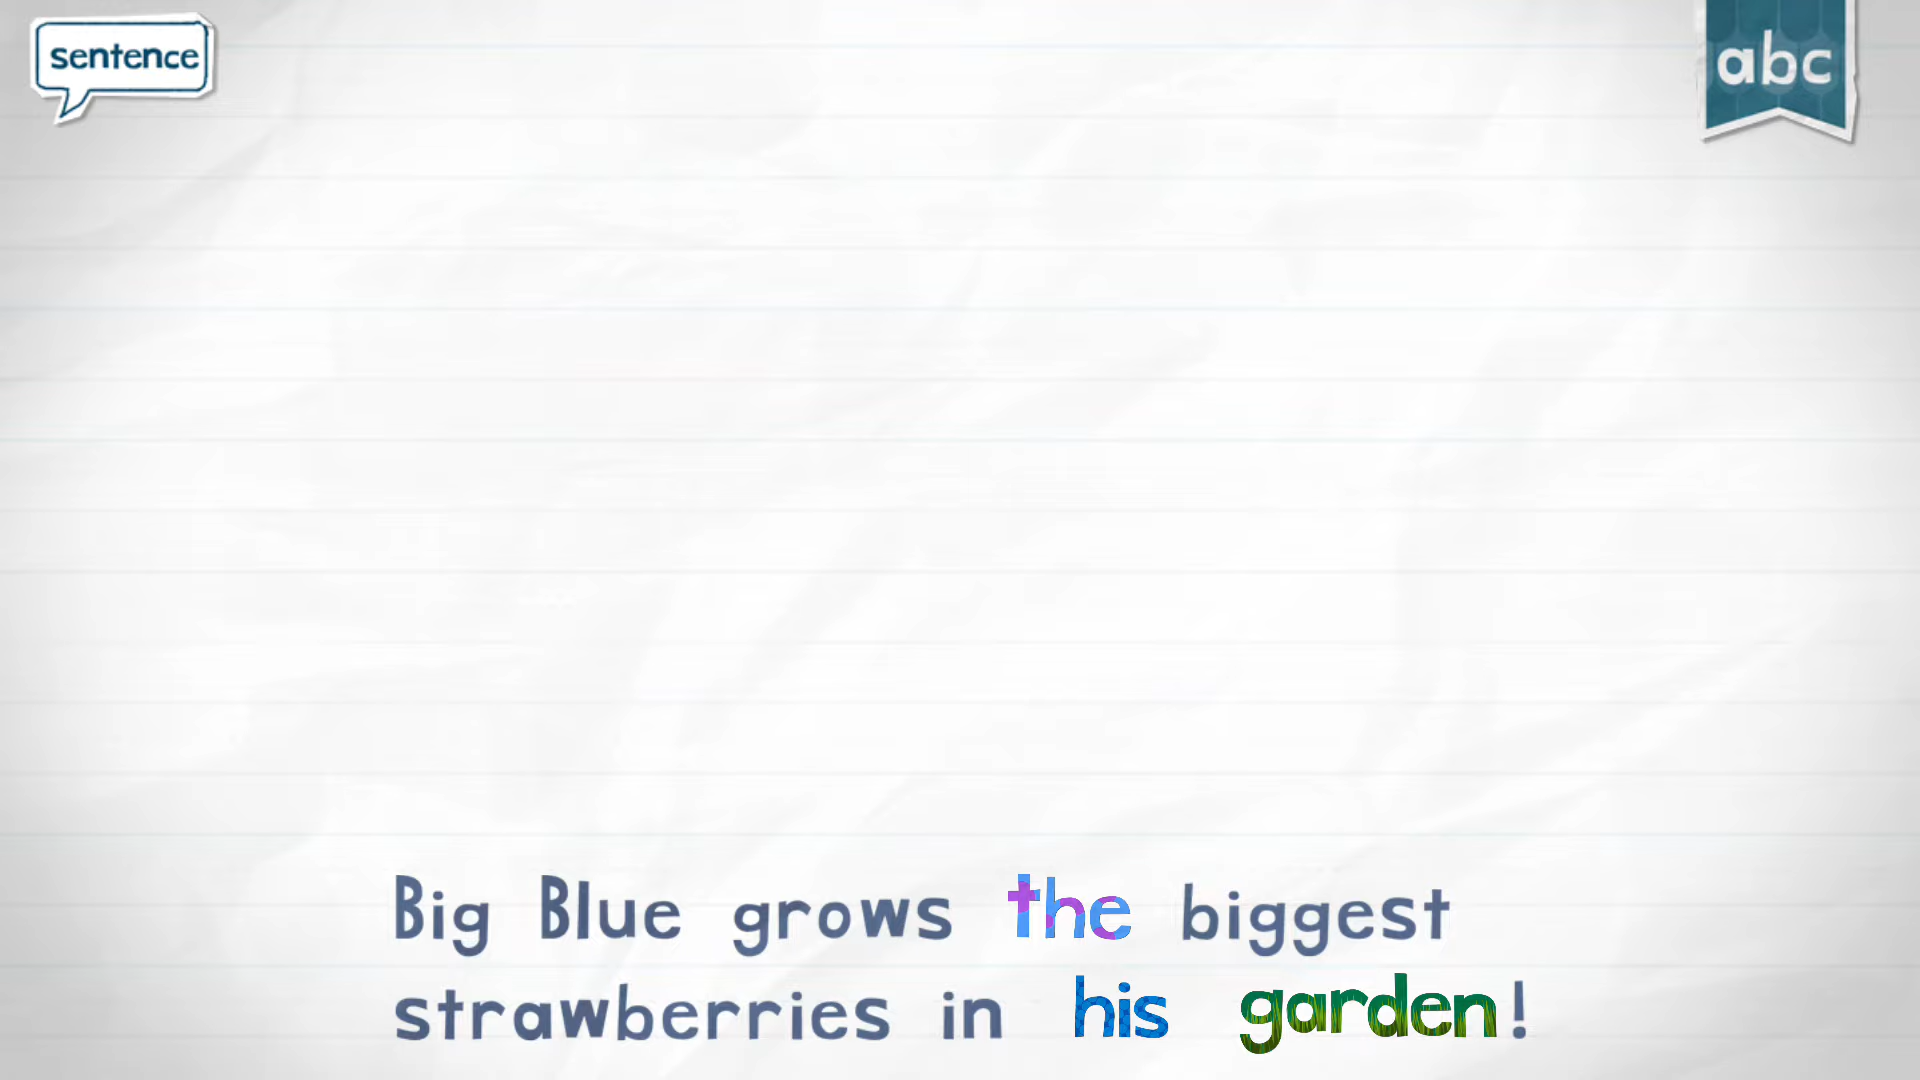 sentence
abc
Big Blue grows the biggest
strawberries in his garden!